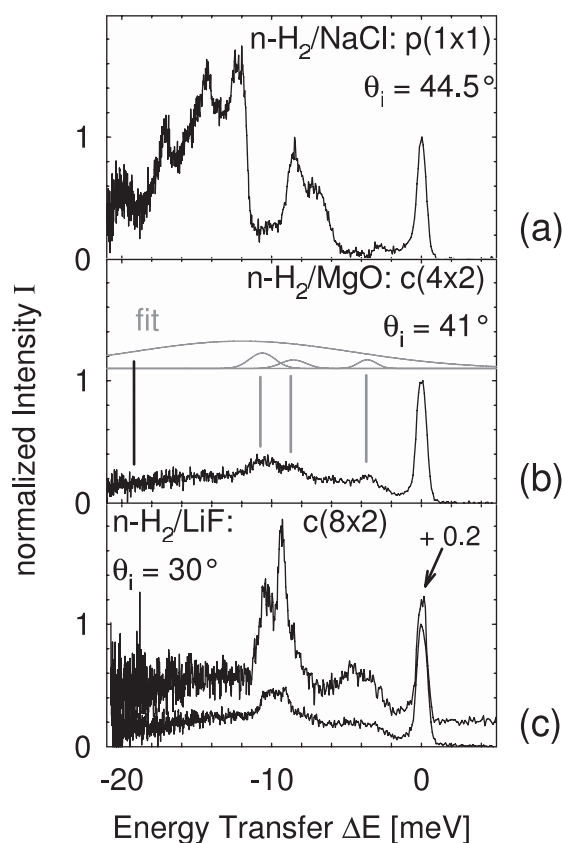 n-H₂/NaCl: p(1x1)
θᵢ = 44.5°
1
0
(a)
n-H₂/MgO: c(4x2)
fit
θᵢ = 41°
1
0
(b)
n-H₂/LiF: c(8x2)
θᵢ = 30°
+ 0.2
1
0
(c)
normalized Intensity I
-20 -10 0
Energy Transfer ΔE [meV]